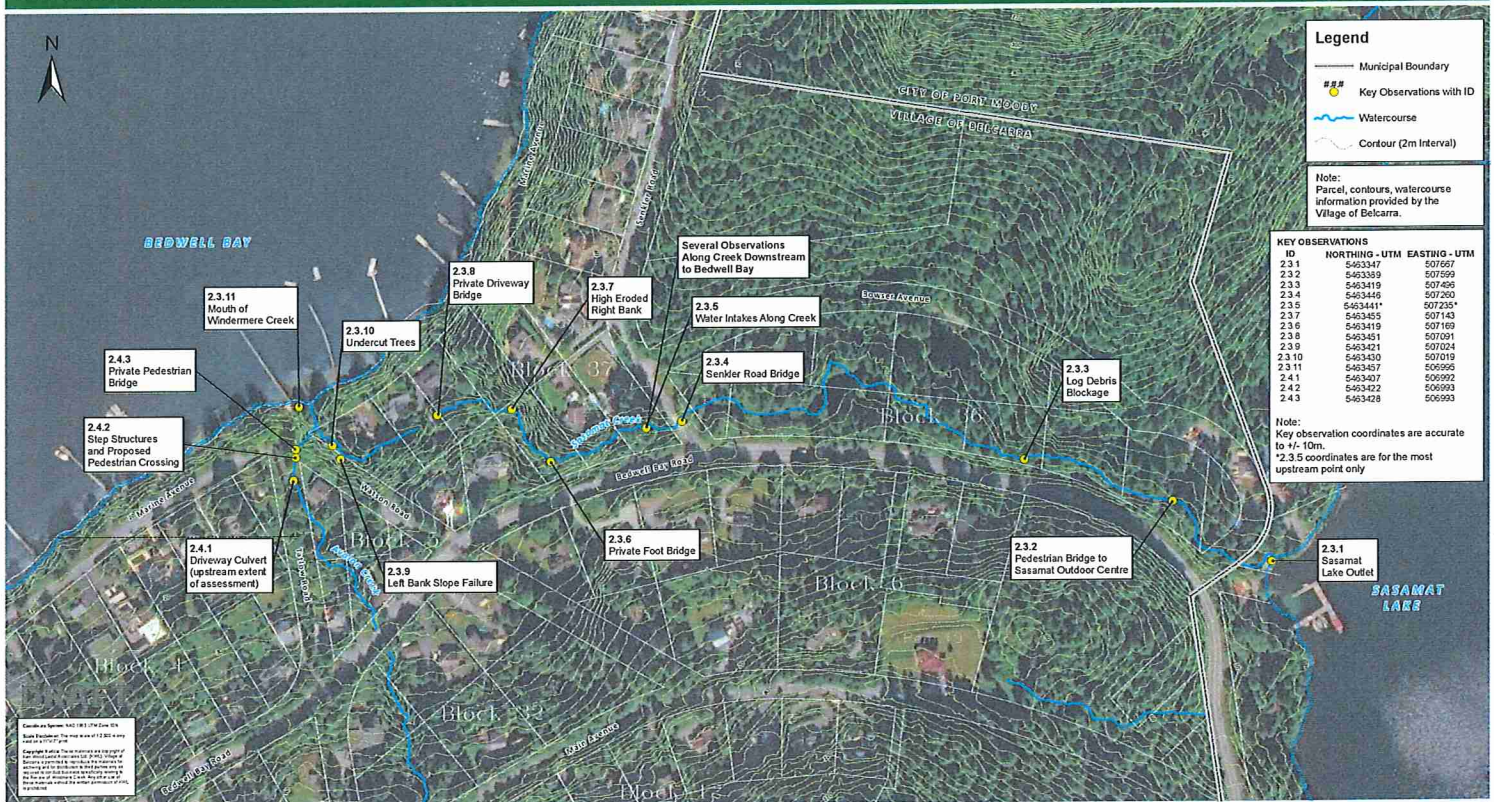 N
Legend
Municipal Boundary
###
Key Observations with ID
Watercourse
Contour (2m Interval)
Note:
Parcel, contours, watercourse
information provided by the
Village of Belcarra.
KEY OBSERVATIONS
ID NORTHING - UTM EASTING - UTM
2.3.1 5463347 507667
2.3.2 5463389 507599
2.3.3 5463419 507496
2.3.4 5463446 507260
2.3.5 5463441* 507235*
2.3.7 5463455 507143
2.3.6 5463419 507169
2.3.8 5463451 507091
2.3.9 5463421 507024
2.3.10 5463430 507019
2.3.11 5463457 506995
2.4.1 5463407 506992
2.4.2 5463422 506993
2.4.3 5463428 506993
Note:
Key observation coordinates are accurate
to +/- 10m.
*2.3.5 coordinates are for the most
upstream point only
CITY OF PORT MOODY
VILLAGE OF BELCARRA
Marine Avenue
Senkler Road
BEDWELL BAY
Several Observations
Along Creek Downstream
to Bedwell Bay
2.3.8
Private Driveway
Bridge
2.3.7
High Eroded
Right Bank
2.3.11
Mouth of
Windermere Creek
2.3.5
Water Intakes Along Creek
Sowser Avenue
2.3.10
Undercut Trees
2.4.3
Private Pedestrian
Bridge
2.3.4
Senkler Road Bridge
2.3.3
Log Debris
Blockage
Block 37
Block 36
2.4.2
Step Structures
and Proposed
Pedestrian Crossing
Sasamat Creek
Bedwell Bay Road
Marine Avenue
Watson Road
2.3.6
Private Foot Bridge
2.4.1
Driveway Culvert
(upstream extent
of assessment)
2.3.9
Left Bank Slope Failure
2.3.2
Pedestrian Bridge to
Sasamat Outdoor Centre
2.3.1
Sasamat
Lake Outlet
SASAMAT
LAKE
Block 4
DRAFT
Main Avenue
Bedwell Bay Road